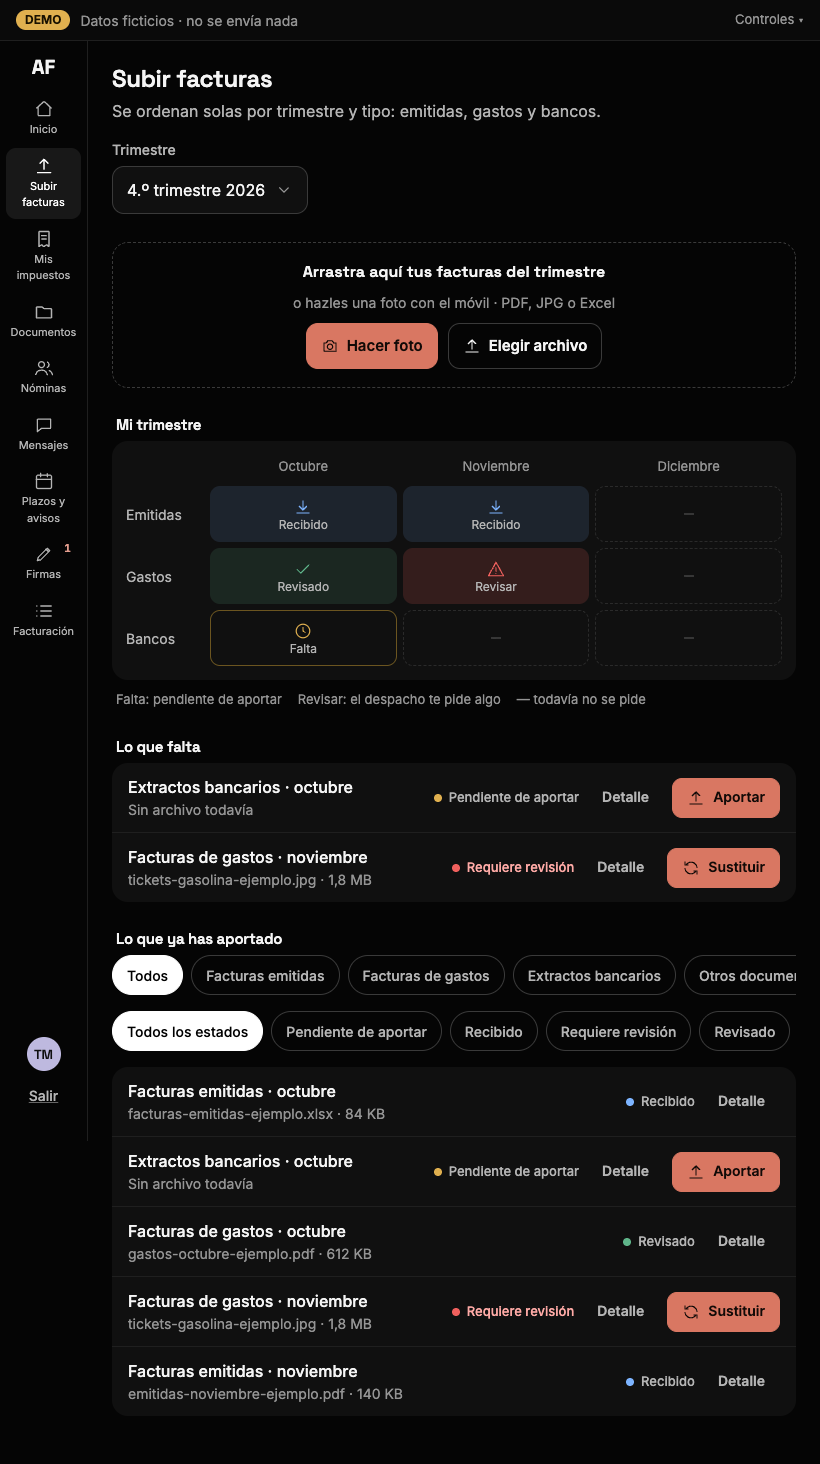 DEMO Datos ficticios · no se envía nada Controles ▾
AF
Inicio
Subir
facturas
Mis
impuestos
Documentos
Nóminas
Mensajes
Plazos y
avisos
1
Firmas
Facturación
TM
Salir
Subir facturas
Se ordenan solas por trimestre y tipo: emitidas, gastos y bancos.
Trimestre
4.º trimestre 2026
Arrastra aquí tus facturas del trimestre
o hazles una foto con el móvil · PDF, JPG o Excel
Hacer foto Elegir archivo
Mi trimestre
Octubre Noviembre Diciembre
Emitidas Recibido Recibido —
Gastos Revisado Revisar —
Bancos Falta — —
Falta: pendiente de aportar Revisar: el despacho te pide algo — todavía no se pide
Lo que falta
Extractos bancarios · octubre
Sin archivo todavía
Pendiente de aportar Detalle Aportar
Facturas de gastos · noviembre
tickets-gasolina-ejemplo.jpg · 1,8 MB
Requiere revisión Detalle Sustituir
Lo que ya has aportado
Todos Facturas emitidas Facturas de gastos Extractos bancarios Otros documen
Todos los estados Pendiente de aportar Recibido Requiere revisión Revisado
Facturas emitidas · octubre
facturas-emitidas-ejemplo.xlsx · 84 KB
Recibido Detalle
Extractos bancarios · octubre
Sin archivo todavía
Pendiente de aportar Detalle Aportar
Facturas de gastos · octubre
gastos-octubre-ejemplo.pdf · 612 KB
Revisado Detalle
Facturas de gastos · noviembre
tickets-gasolina-ejemplo.jpg · 1,8 MB
Requiere revisión Detalle Sustituir
Facturas emitidas · noviembre
emitidas-noviembre-ejemplo.pdf · 140 KB
Recibido Detalle